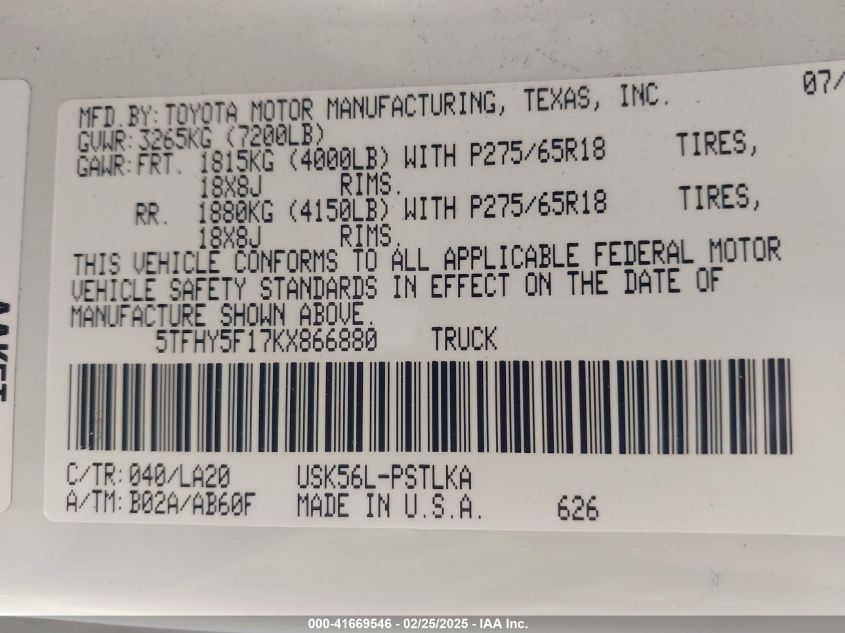 MFD.BY: TOYOTA MOTOR MANUFACTURING, TEXAS, INC. 07/
GVWR: 3265KG (7200LB)
GAWR: FRT. 1815KG (4000LB) WITH P275/65R18 TIRES,
18X8J RIMS.
RR. 1880KG (4150LB) WITH P275/65R18 TIRES,
18X8J RIMS.
THIS VEHICLE CONFORMS TO ALL APPLICABLE FEDERAL MOTOR
VEHICLE SAFETY STANDARDS IN EFFECT ON THE DATE OF
MANUFACTURE SHOWN ABOVE.
5TFHY5F17KX866880 TRUCK
C/TR: 040/LA20 USK56L-PSTLKA
A/TM: B02A/AB60F MADE IN U.S.A. 626
000-41669546 - 02/25/2025 - IAA Inc.